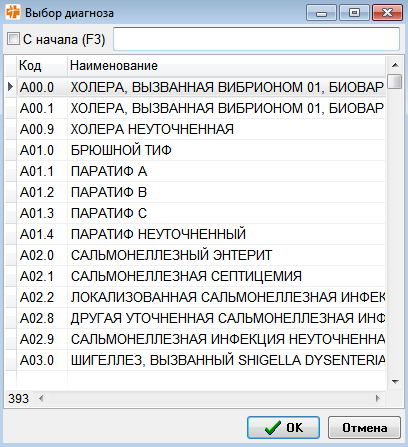 Выбор диагноза
С начала (F3)
Код Наименование
A00.0 ХОЛЕРА, ВЫЗВАННАЯ ВИБРИОНОМ 01, БИОВАР
A00.1 ХОЛЕРА, ВЫЗВАННАЯ ВИБРИОНОМ 01, БИОВАР
A00.9 ХОЛЕРА НЕУТОЧНЕННАЯ
A01.0 БРЮШНОЙ ТИФ
A01.1 ПАРАТИФ A
A01.2 ПАРАТИФ B
A01.3 ПАРАТИФ C
A01.4 ПАРАТИФ НЕУТОЧНЕННЫЙ
A02.0 САЛЬМОНЕЛЛЕЗНЫЙ ЭНТЕРИТ
A02.1 САЛЬМОНЕЛЛЕЗНАЯ СЕПТИЦЕМИЯ
A02.2 ЛОКАЛИЗОВАННАЯ САЛЬМОНЕЛЛЕЗНАЯ ИНФЕК
A02.8 ДРУГАЯ УТОЧНЕННАЯ САЛЬМОНЕЛЛЕЗНАЯ ИНФ
A02.9 САЛЬМОНЕЛЛЕЗНАЯ ИНФЕКЦИЯ НЕУТОЧНЕННА
A03.0 ШИГЕЛЛЕЗ, ВЫЗВАННЫЙ SHIGELLA DYSENTERIA
393
OK Отмена